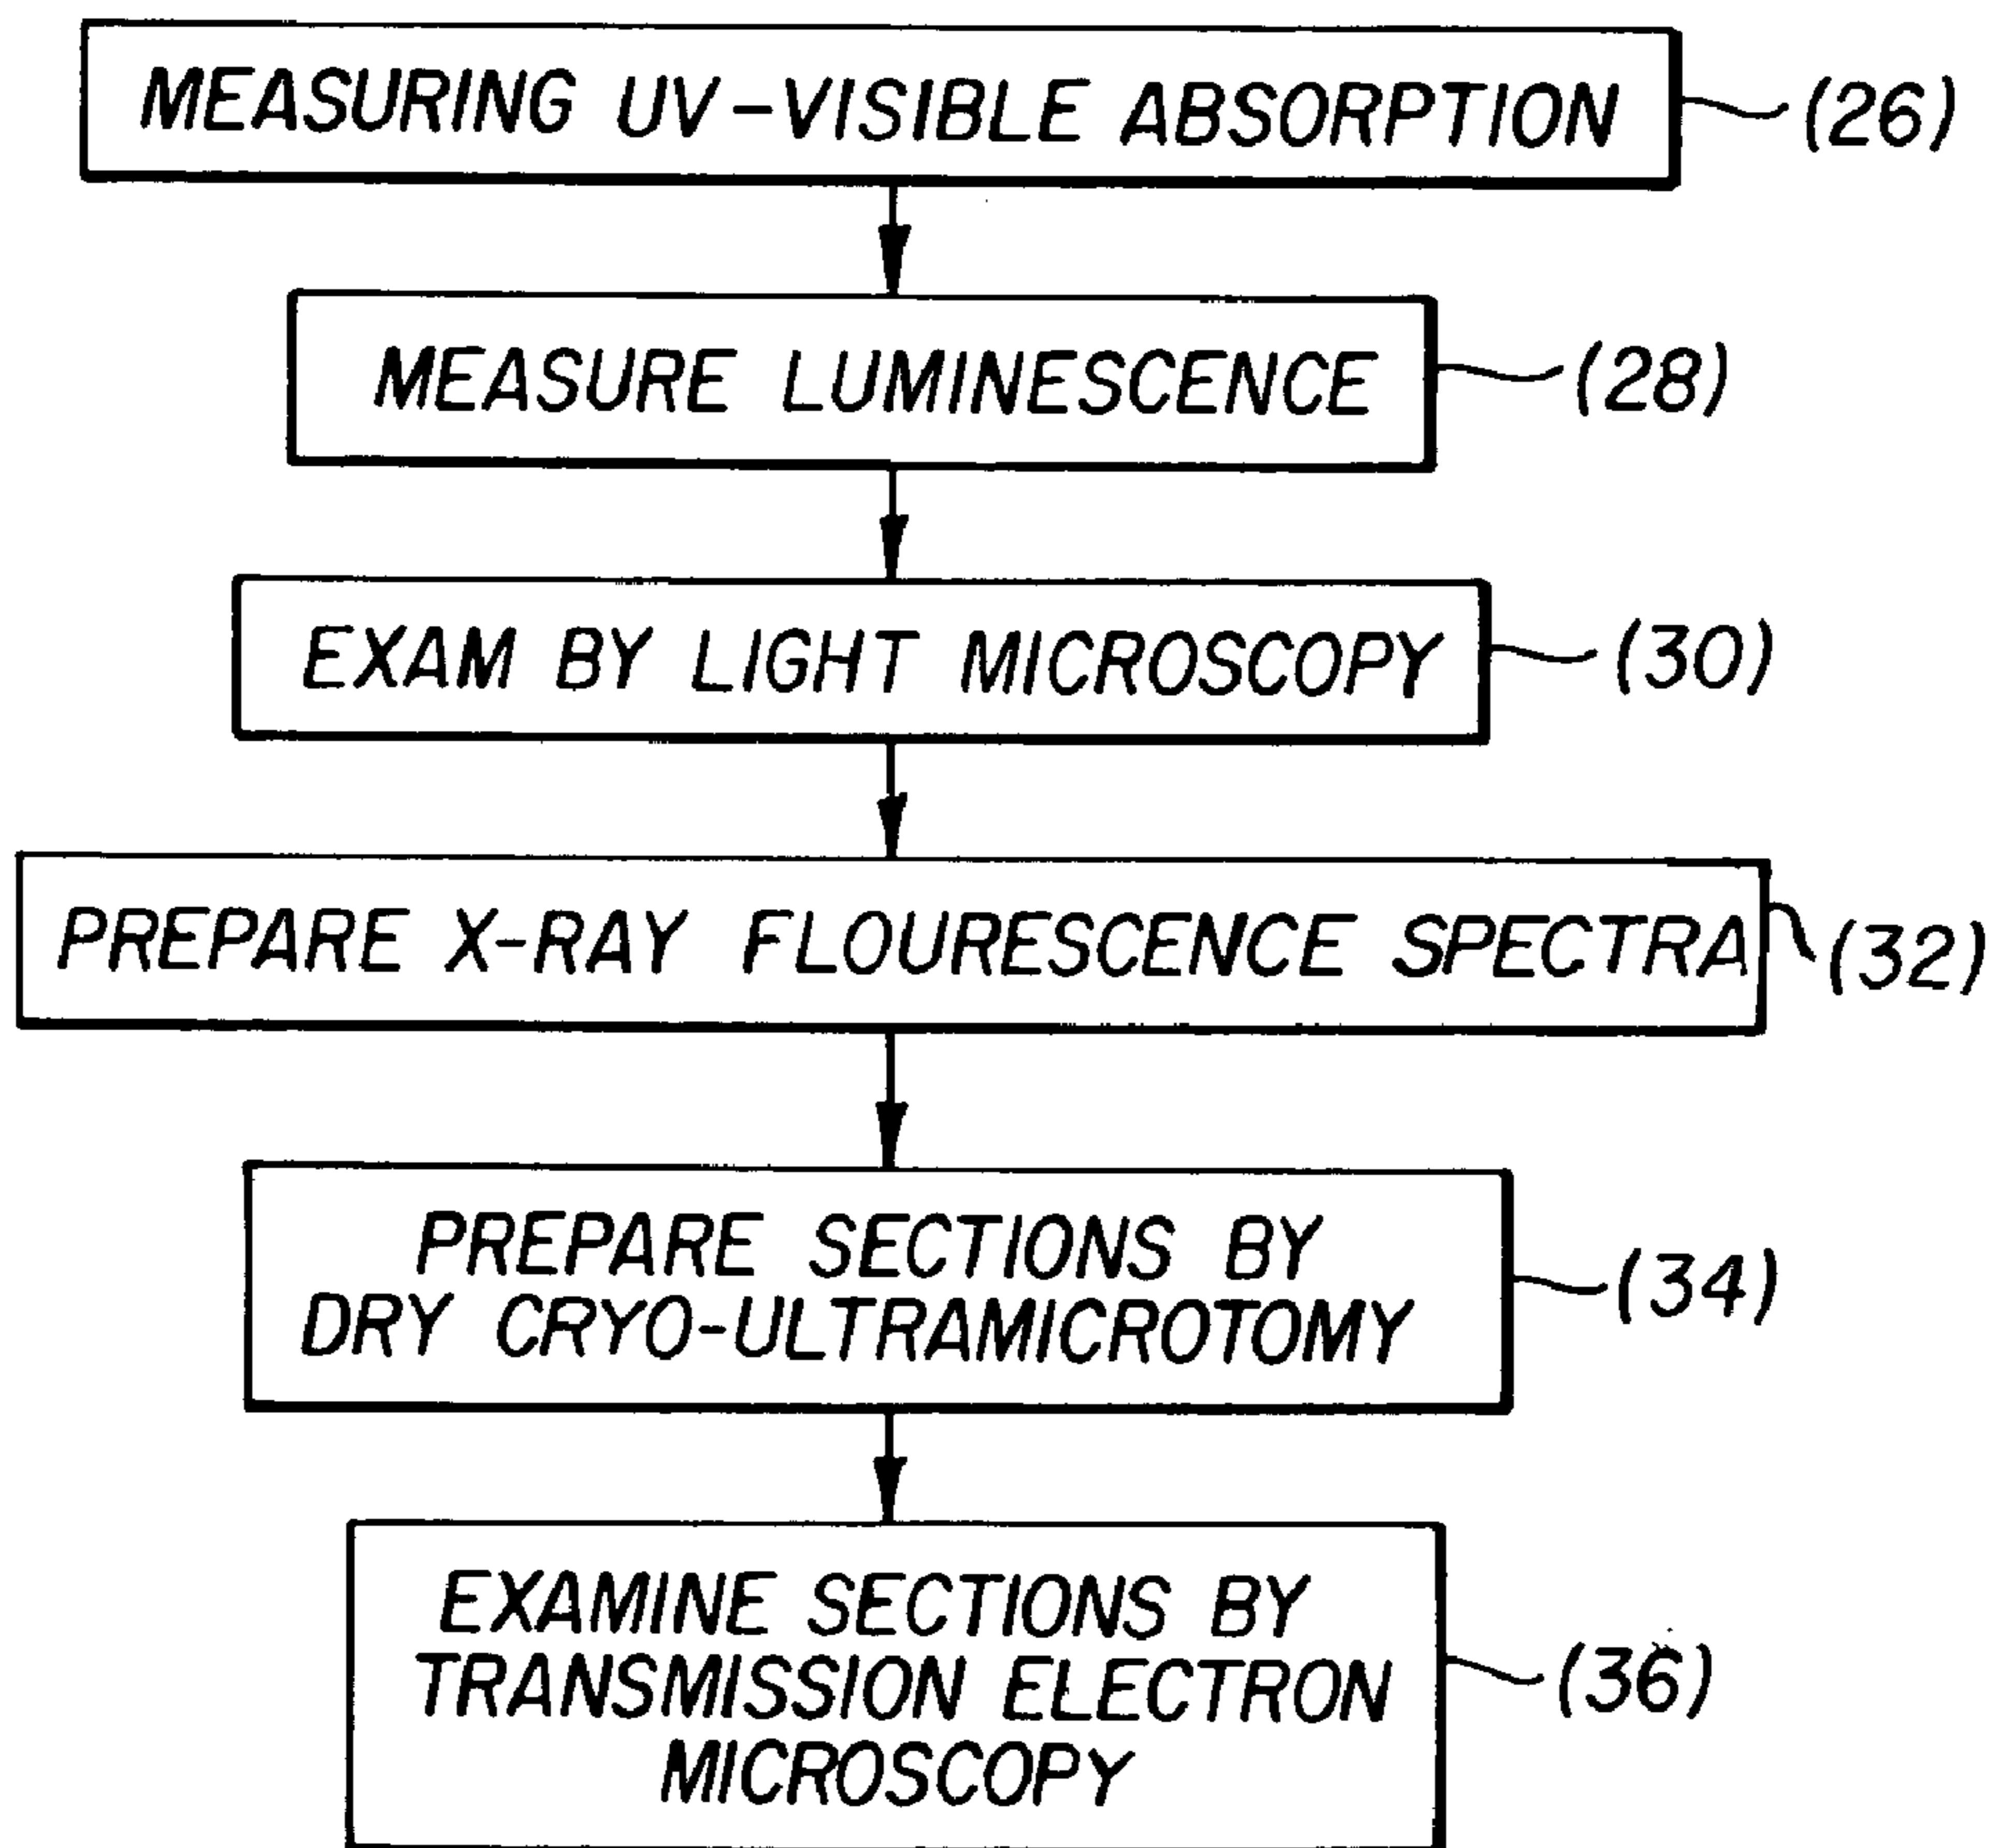 MEASURING UV-VISIBLE ABSORPTION (26)
MEASURE LUMINESCENCE (28)
EXAM BY LIGHT MICROSCOPY (30)
PREPARE X-RAY FLOURESCENCE SPECTRA (32)
PREPARE SECTIONS BY
DRY CRYO-ULTRAMICROTOMY (34)
EXAMINE SECTIONS BY
TRANSMISSION ELECTRON (36)
MICROSCOPY